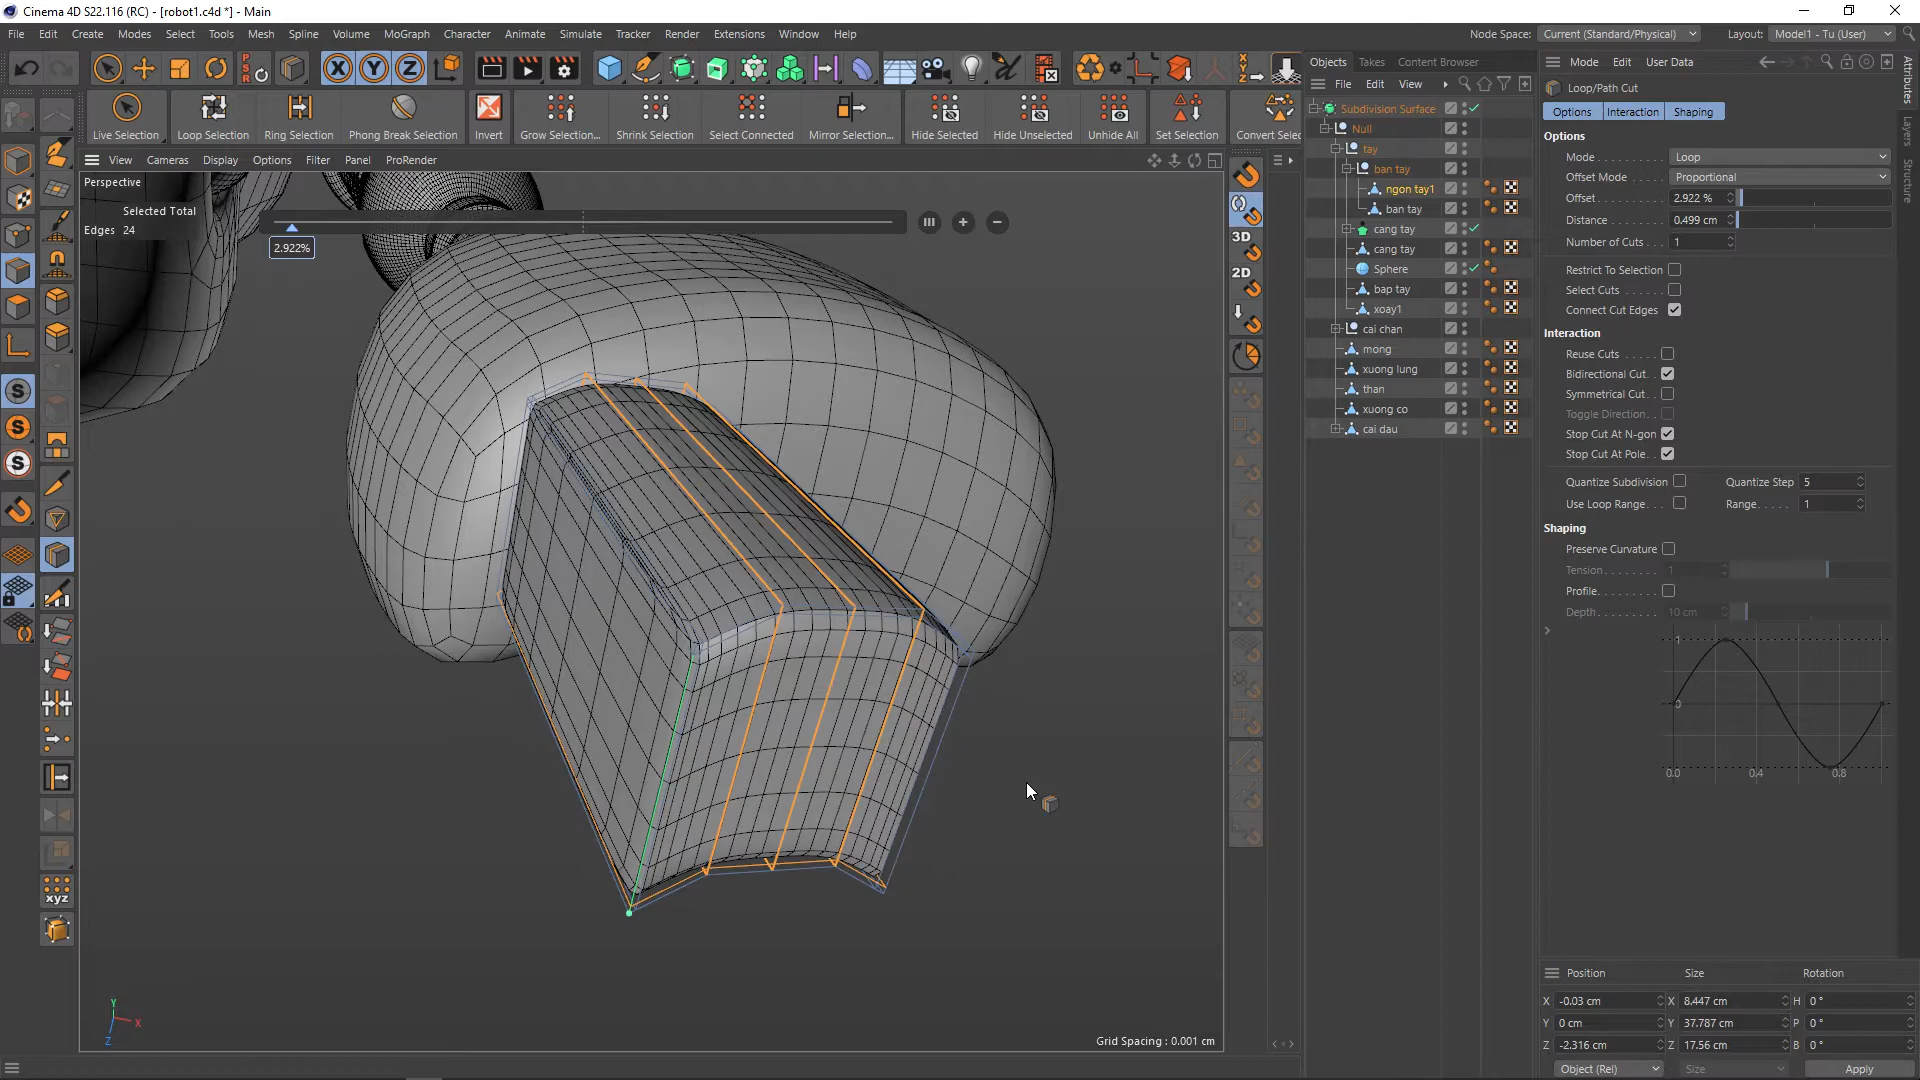 Cinema 4D S22.116 (RC) - [robot1.c4d *] - Main
File Edit Create Modes Select Tools Mesh Spline Volume MoGraph Character Animate Simulate Tracker Render Extensions Window Help
Node Space: Current (Standard/Physical) Layout: Model1 - Tu (User)
Objects Takes Content Browser
Mode Edit User Data
File Edit View
Loop/Path Cut
Live Selection Loop Selection Ring Selection Phong Break Selection Invert Grow Selection... Shrink Selection Select Connected Mirror Selection... Hide Selected Hide Unselected Unhide All Set Selection Convert Selec
Options Interaction Shaping
View Cameras Display Options Filter Panel ProRender
Perspective
Selected Total
Edges 24
2.922%
3D
2D
PSR
X Y Z
S
S
S
xyz
Y
X
Z
Grid Spacing : 0.001 cm
Subdivision Surface
Null
tay
ban tay
ngon tay1
ban tay
cang tay
cang tay
Sphere
bap tay
xoay1
cai chan
mong
xuong lung
than
xuong co
cai dau
Options
Mode Loop
Offset Mode Proportional
Offset 2.922 %
Distance 0.499 cm
Number of Cuts 1
Restrict To Selection
Select Cuts
Connect Cut Edges
Interaction
Reuse Cuts
Bidirectional Cut
Symmetrical Cut
Toggle Direction
Stop Cut At N-gon
Stop Cut At Pole
Quantize Subdivision Quantize Step 5
Use Loop Range Range 1
Shaping
Preserve Curvature
Tension 1
Profile
Depth 10 cm
1
0
0.0 0.4 0.8
Attributes
Layers
Structure
Position Size Rotation
X -0.03 cm X 8.447 cm H 0 °
Y 0 cm Y 37.787 cm P 0 °
Z -2.316 cm Z 17.56 cm B 0 °
Object (Rel) Size Apply